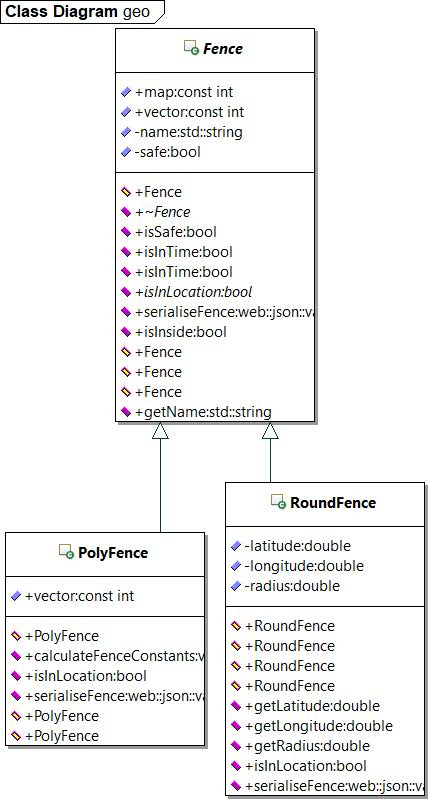 Class Diagram geo
Fence
+map:const int
+vector:const int
-name:std::string
-safe:bool
+Fence
+~Fence
+isSafe:bool
+isInTime:bool
+isInTime:bool
+isInLocation:bool
+serialiseFence:web::json::va
+isInside:bool
+Fence
+Fence
+Fence
+getName:std::string
PolyFence
+vector:const int
+PolyFence
+calculateFenceConstants:v
+isInLocation:bool
+serialiseFence:web::json::va
+PolyFence
+PolyFence
RoundFence
-latitude:double
-longitude:double
-radius:double
+RoundFence
+RoundFence
+RoundFence
+RoundFence
+getLatitude:double
+getLongitude:double
+getRadius:double
+isInLocation:bool
+serialiseFence:web::json::va